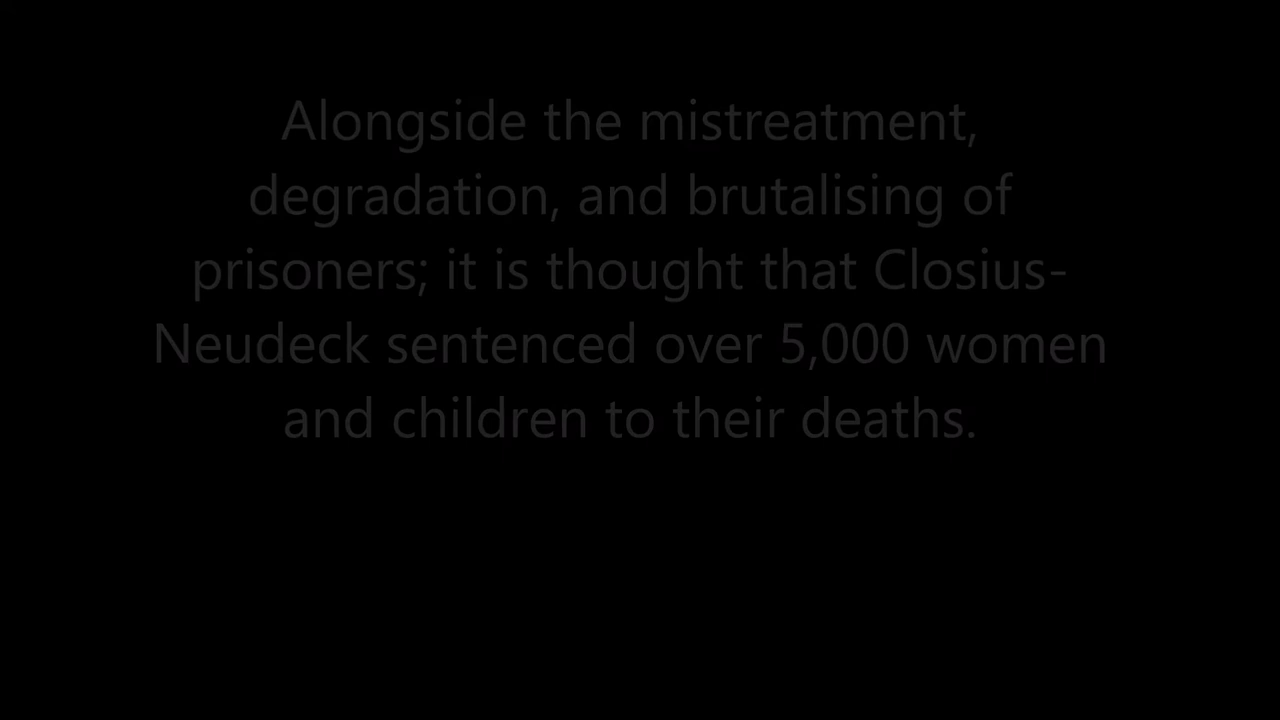 Alongside the mistreatment,
degradation, and brutalising of
prisoners; it is thought that Closius-
Neudeck sentenced over 5,000 women
and children to their deaths.